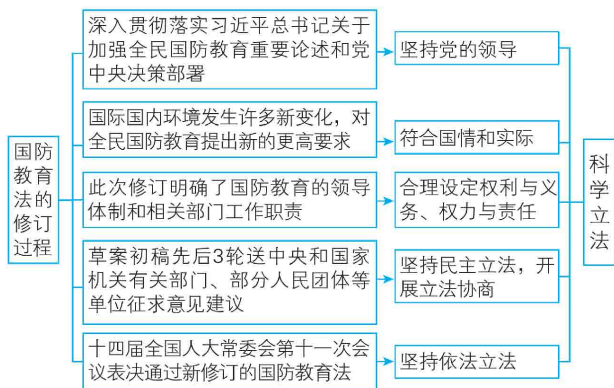 国防
教育
法的
修订
过程
深入贯彻落实习近平总书记关于
加强全民国防教育重要论述和党
中央决策部署
坚持党的领导
国际国内环境发生许多新变化，对
全民国防教育提出新的更高要求
符合国情和实际
此次修订明确了国防教育的领导
体制和相关部门工作职责
合理设定权利与义
务、权力与责任
草案初稿先后3轮送中央和国家
机关有关部门、部分人民团体等
单位征求意见建议
坚持民主立法，开
展立法协商
十四届全国人大常委会第十一次会
议表决通过新修订的国防教育法
坚持依法立法
科
学
立
法